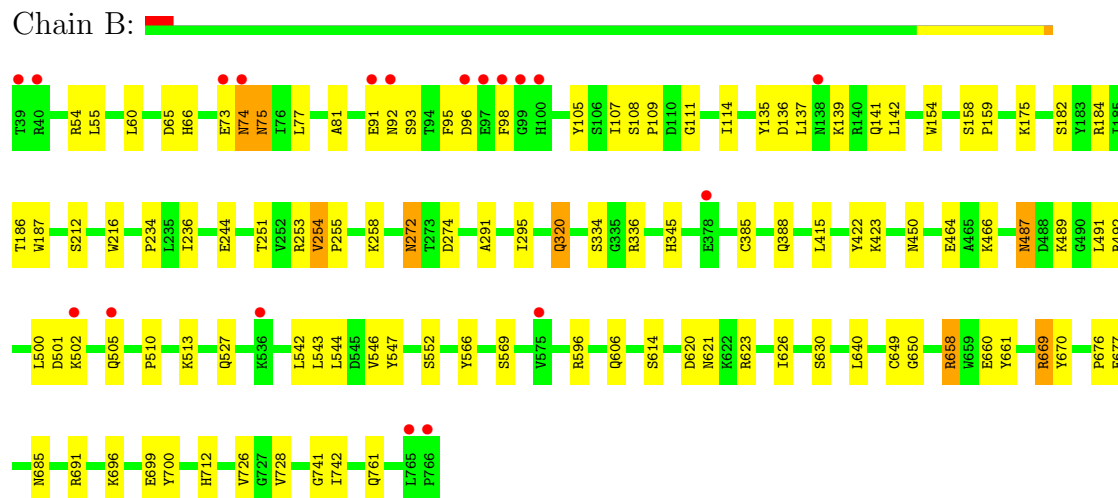 Chain B:
T39 R40 R54 L55 L60 D65 H66 E73 N74 N75 I76 L77 A81 E91 N92 S93 T94 F95 D96 E97 F98 G99 H100 Y105 S106 I107 S108 P109 D110 G111 I114 Y135 D136 L137 N138 K139 R140 Q141 L142 W154 S158 P159 K175 S182 Y183 R184 I185
T186 W187 S212 W216 P234 L235 I236 E244 T251 V252 R253 V254 P255 K258 N272 T273 D274 A291 I295 Q320 S334 G335 R336 H345 E378 C385 Q388 L415 Y422 K423 N450 E464 A465 K466 N487 D488 K489 G490 L491 R492
L500 D501 K502 Q505 P510 K513 Q527 K536 L542 L543 L544 D545 V546 Y547 S552 Y566 S569 V575 R596 Q606 S614 D620 N621 K622 R623 I626 S630 L640 C649 G650 R658 W659 E660 Y661 R669 Y670 P676 E677
N685 R691 K696 E699 Y700 H712 V726 G727 V728 G741 I742 Q761 L765 P766